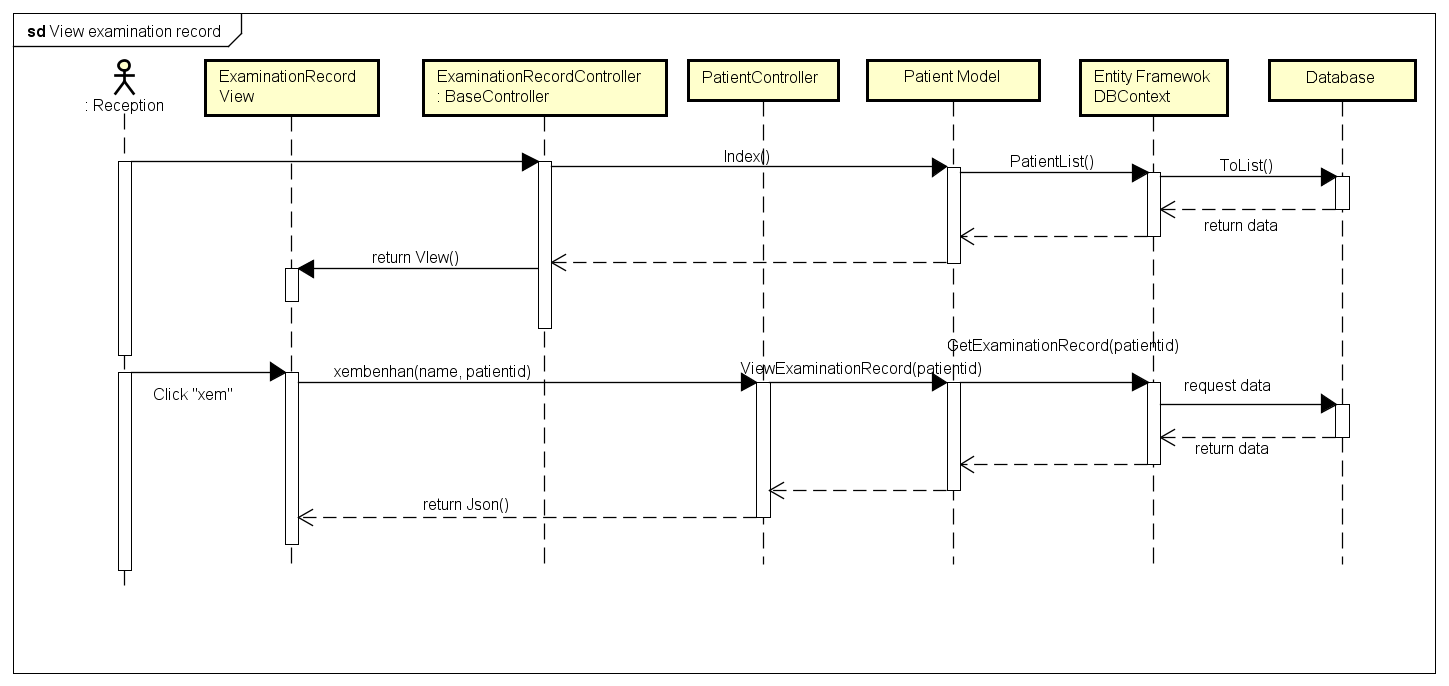 sd View examination record
: Reception
ExaminationRecord
View
ExaminationRecordController
: BaseController
PatientController
Patient Model
Entity Framewok
DBContext
Database
Index()
PatientList()
ToList()
return data
return VIew()
GetExaminationRecord(patientid)
xembenhan(name, patientid)
ViewExaminationRecord(patientid)
Click "xem"
request data
return data
return Json()